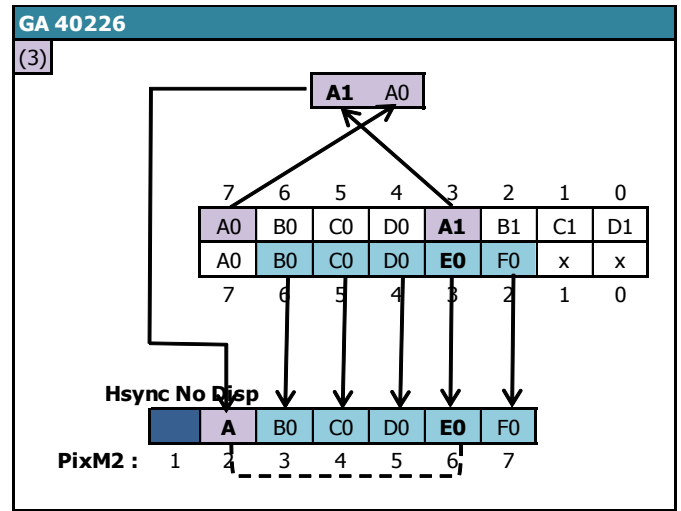 GA 40226
(3)
A1 A0
7 6 5 4 3 2 1 0
A0 B0 C0 D0 A1 B1 C1 D1
A0 B0 C0 D0 E0 F0 x x
7 6 5 4 3 2 1 0
Hsync No Disp
A B0 C0 D0 E0 F0
PixM2 : 1 2 3 4 5 6 7